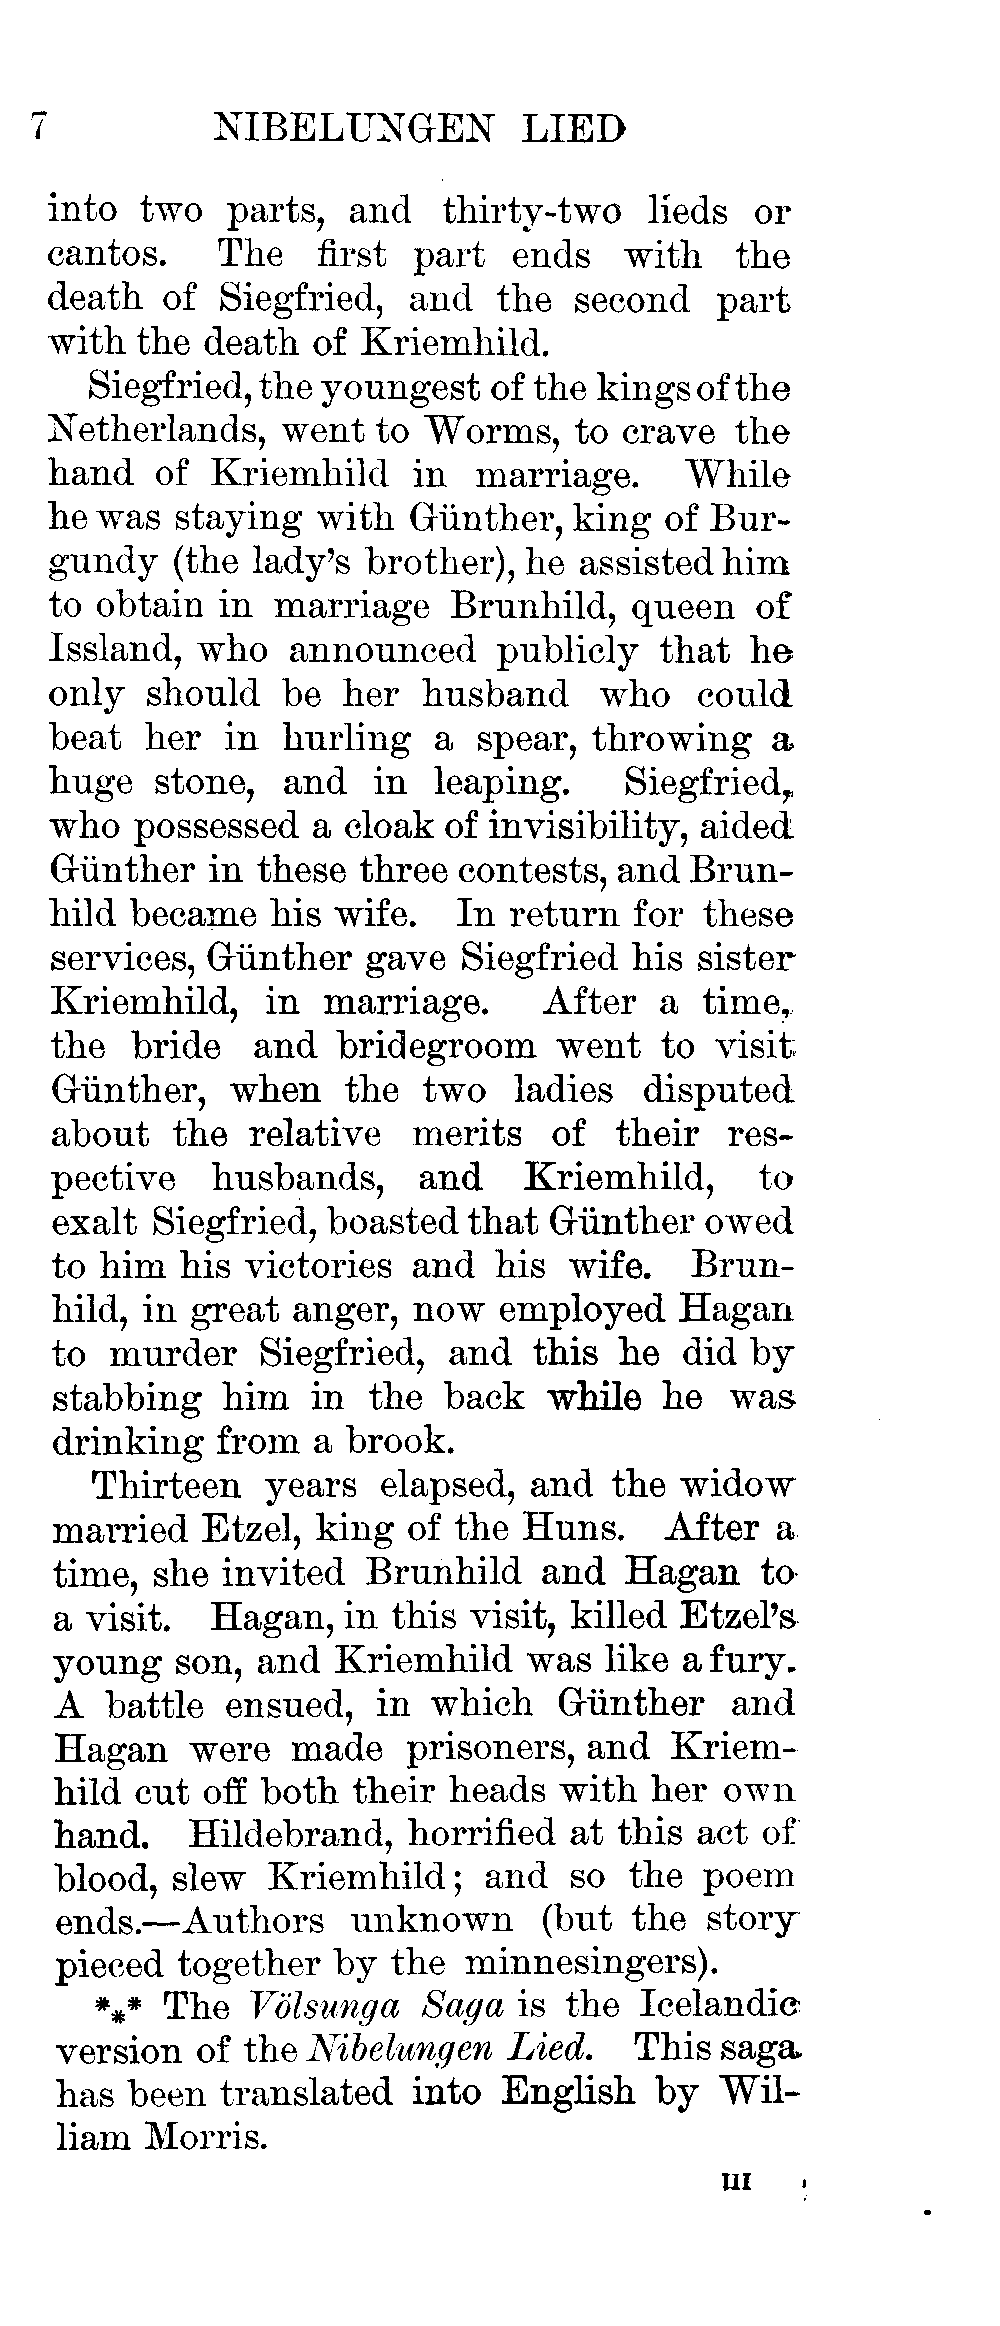 7 NIBELUNGEN LIED
into two parts, and thirty-two lieds or
cantos. The first part ends with the
death of Siegfried, and the second part
with the death of Kriemhild.
Siegfried, the youngest of the kings of the
Netherlands, went to Worms, to crave the
hand of Kriemhild in marriage. While
he was staying with Günther, king of Bur-
gundy (the lady's brother), he assisted him
to obtain in marriage Brunhild, queen of
Issland, who announced publicly that he
only should be her husband who could
beat her in hurling a spear, throwing a
huge stone, and in leaping. Siegfried,
who possessed a cloak of invisibility, aided
Günther in these three contests, and Brun-
hild became his wife. In return for these
services, Günther gave Siegfried his sister
Kriemhild, in marriage. After a time,
the bride and bridegroom went to visit
Günther, when the two ladies disputed
about the relative merits of their res-
pective husbands, and Kriemhild, to
exalt Siegfried, boasted that Günther owed
to him his victories and his wife. Brun-
hild, in great anger, now employed Hagan
to murder Siegfried, and this he did by
stabbing him in the back while he was
drinking from a brook.
Thirteen years elapsed, and the widow
married Etzel, king of the Huns. After a
time, she invited Brunhild and Hagan to
a visit. Hagan, in this visit, killed Etzel's
young son, and Kriemhild was like a fury.
A battle ensued, in which Günther and
Hagan were made prisoners, and Kriem-
hild cut off both their heads with her own
hand. Hildebrand, horrified at this act of
blood, slew Kriemhild; and so the poem
ends.—Authors unknown (but the story
pieced together by the minnesingers).
*⁎* The Völsunga Saga is the Icelandic
version of the Nibelungen Lied. This saga
has been translated into English by Wil-
liam Morris.
III